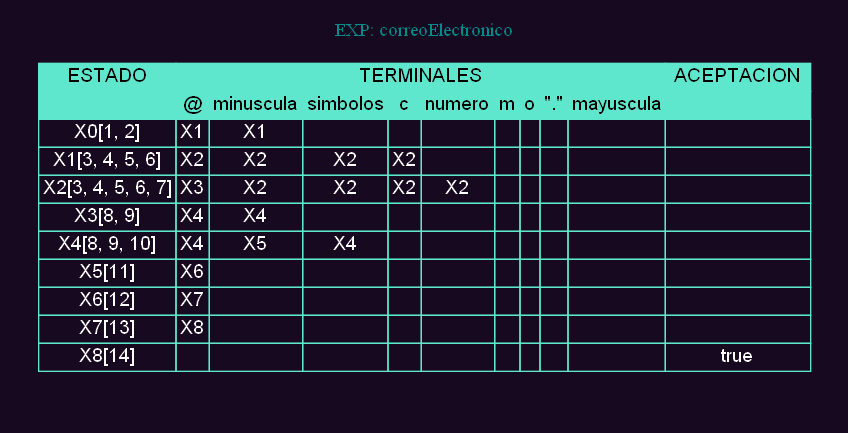 EXP: correoElectronico
ESTADO TERMINALES ACEPTACION
@ minuscula simbolos c numero m o "." mayuscula
X0[1, 2] X1 X1
X1[3, 4, 5, 6] X2 X2 X2 X2
X2[3, 4, 5, 6, 7] X3 X2 X2 X2 X2
X3[8, 9] X4 X4
X4[8, 9, 10] X4 X5 X4
X5[11] X6
X6[12] X7
X7[13] X8
X8[14] true